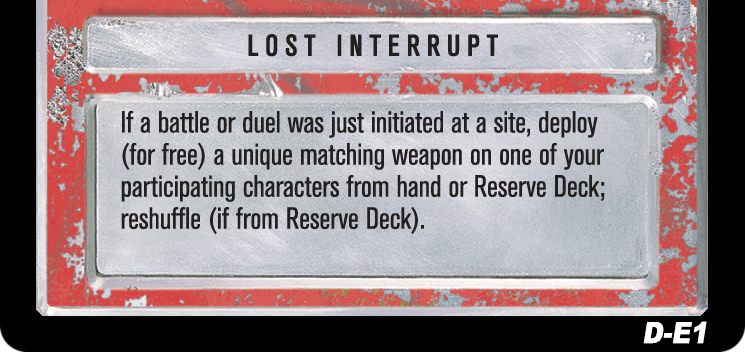 LOST INTERRUPT
If a battle or duel was just initiated at a site, deploy
(for free) a unique matching weapon on one of your
participating characters from hand or Reserve Deck;
reshuffle (if from Reserve Deck).
D-E1